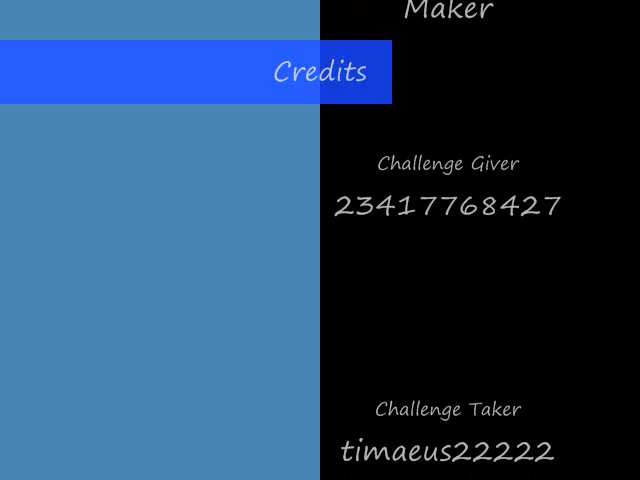 Maker
Credits
Challenge Giver
23417768427
Challenge Taker
timaeus22222